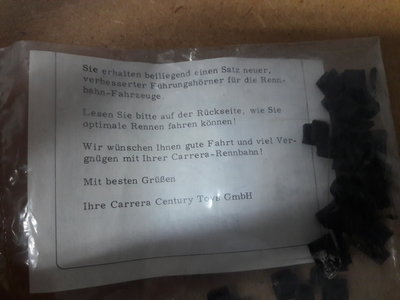 Sie erhalten beiliegend einen Satz neuer,
verbesserter Führungshörner für die Renn-
bahn-Fahrzeuge.
Lesen Sie bitte auf der Rückseite, wie Sie
optimale Rennen fahren können!
Wir wünschen Ihnen gute Fahrt und viel Ver-
gnügen mit Ihrer Carrera-Rennbahn!
Mit besten Grüßen
Ihre Carrera Century Toys GmbH